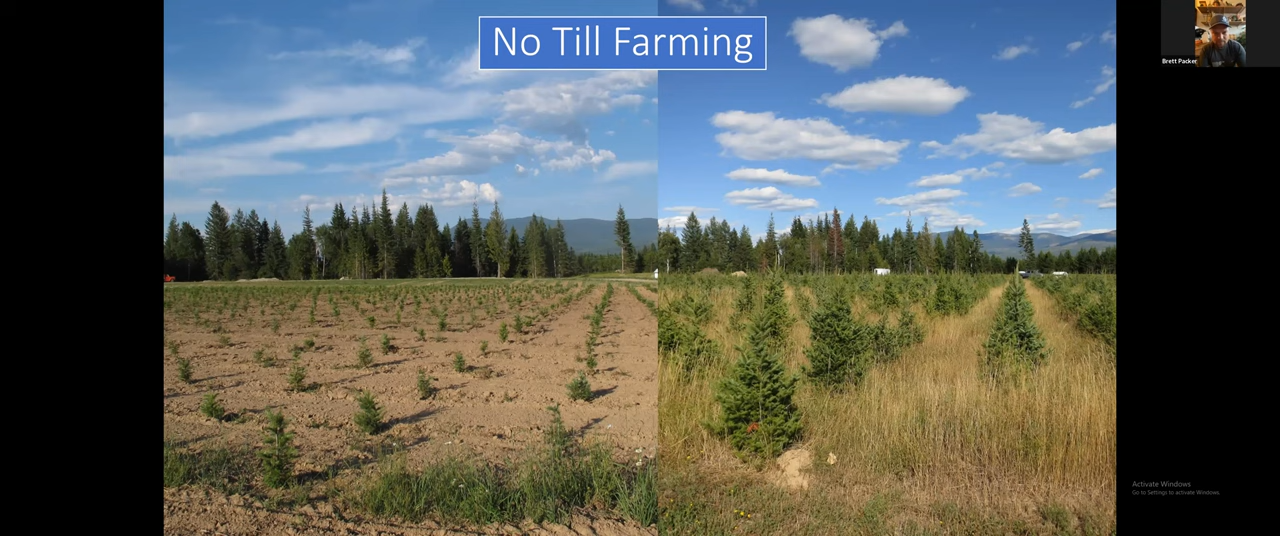 No Till Farming
Brett Packer
Activate Windows
Go to Settings to activate Windows.